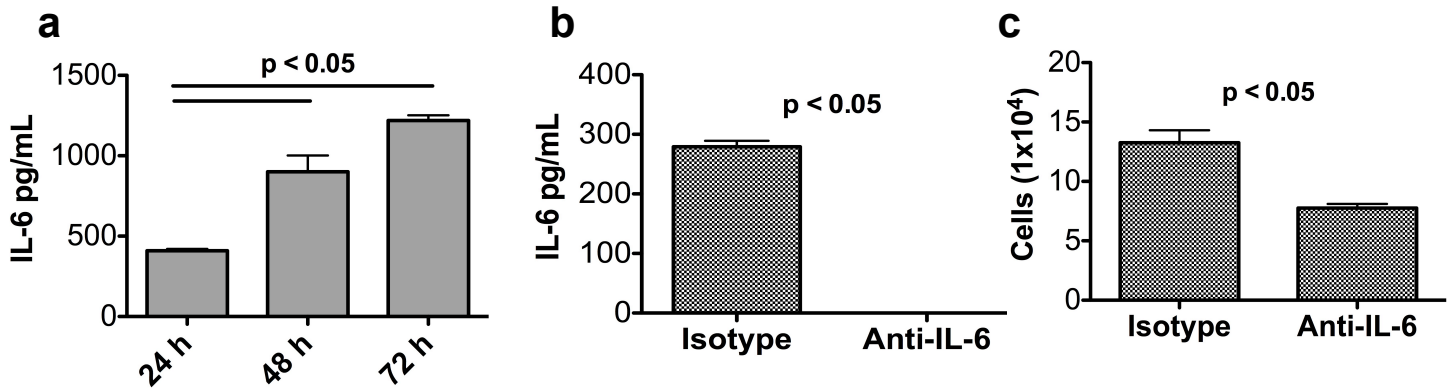 a
p < 0.05
IL-6 pg/mL
1500
1000
500
0
24 h
48 h
72 h
b
p < 0.05
IL-6 pg/mL
400
300
200
100
0
Isotype
Anti-IL-6
c
p < 0.05
Cells (1x10⁴)
20
15
10
5
0
Isotype
Anti-IL-6